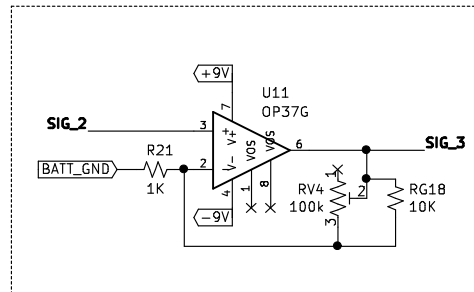 +9V
U11
OP37G
7
SIG_2
3
+
V+
6
SIG_3
R21
BATT_GND
2
-
V-
VOS
VOS
1K
4
1
8
-9V
RV4
100k
1
2
3
RG18
10K